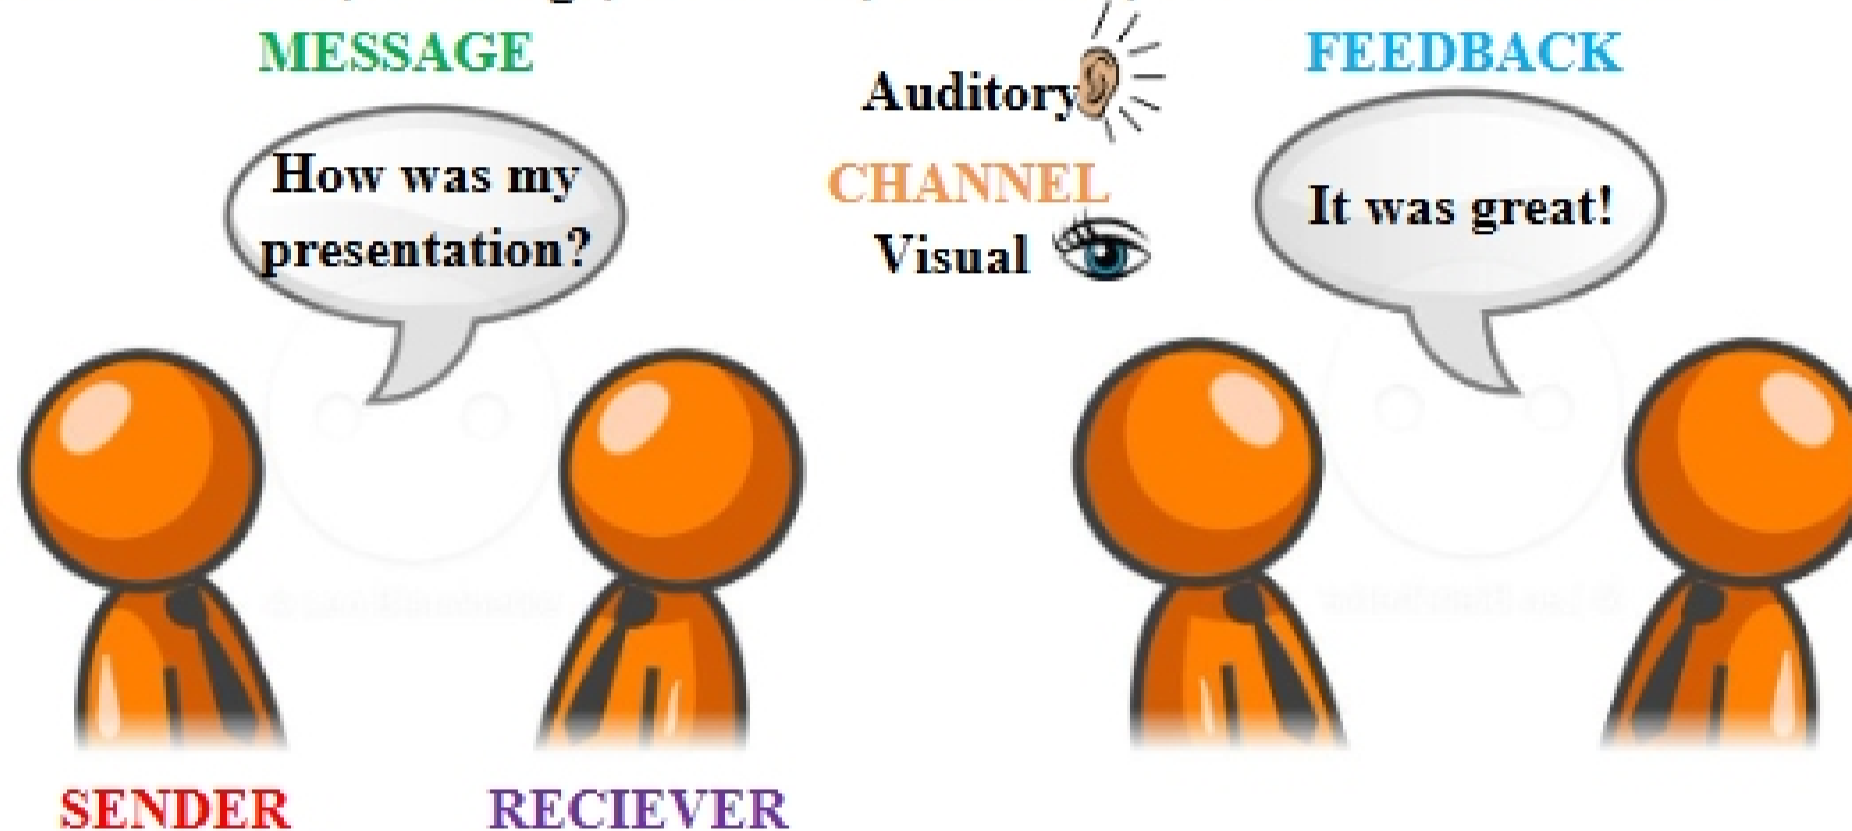 MESSAGE
How was my
presentation?
Auditory
CHANNEL
Visual
FEEDBACK
It was great!
SENDER
RECIEVER